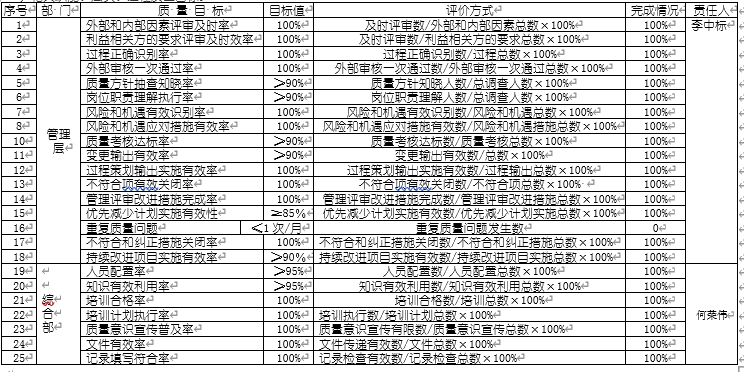 序号 部 门 质 量 目 标 目标值 评价方式 完成情况 责任人
1 外部和内部因素评审及时率 100% 及时评审数/外部和内部因素总数×100% 100% 李中标
2 利益相关方的要求评审及时效率 100% 及时评审数/利益相关方的要求总数×100% 100%
3 过程正确识别率 100% 过程正确识别数/过程总数×100% 100%
4 外部审核一次通过率 100% 外部审核一次通过数/外部审核一次通过总数×100% 100%
5 质量方针抽查知晓率 >90% 质量方针知晓人数/总调查人数×100% 100%
6 岗位职责理解执行率 >90% 岗位职责理解人数/总调查人数×100% 100%
7 风险和机遇有效识别率 100% 风险和机遇有效识别数/风险和机遇总数×100% 100%
8 风险和机遇应对措施有效率 100% 风险和机遇应对措施有效数/风险和机遇措施总数×100% 100%
管理层
10 质量考核达标率 >90% 质量考核达标数/质量考核总数×100% 100%
11 变更输出有效率 >90% 变更输出有效数/总数×100% 100%
12 过程策划输出实施有效率 100% 过程策划输出实施有效数/过程输出总数×100% 100%
13 不符合项有效关闭率 100% 不符合项有效关闭数/不符合项总数×100% 100%
14 管理评审改进措施完成率 100% 管理评审改进措施完成数/管理评审改进措施总数×100% 100%
15 优先减少计划实施有效性 ≥85% 优先减少计划实施有效数/优先减少计划实施总数×100% 100%
16 重复质量问题 ≤1 次/月 重复质量问题发生数 0
17 不符合和纠正措施关闭率 100% 不符合和纠正措施关闭数/不符合和纠正措施总数×100% 100%
18 持续改进项目实施有效率 >90% 持续改进项目实施有效数/持续改进项目实施总数×100% 100%
19 人员配置率 >95% 人员配置数/人员配置总数×100% 100%
20 知识有效利用率 >95% 知识有效利用数/知识有效利用总数×100% 100%
21 综合部 培训合格率 100% 培训合格数/培训总数×100% 100%
22 培训计划执行率 100% 培训执行数/培训计划总数×100% 100% 何荣伟
23 质量意识宣传普及率 100% 质量意识宣传有限数/质量意识宣传总数×100% 100%
24 文件有效率 100% 文件传递有效数/文件总数×100% 100%
25 记录填写符合率 100% 记录检查有效数/记录检查总数×100% 100%